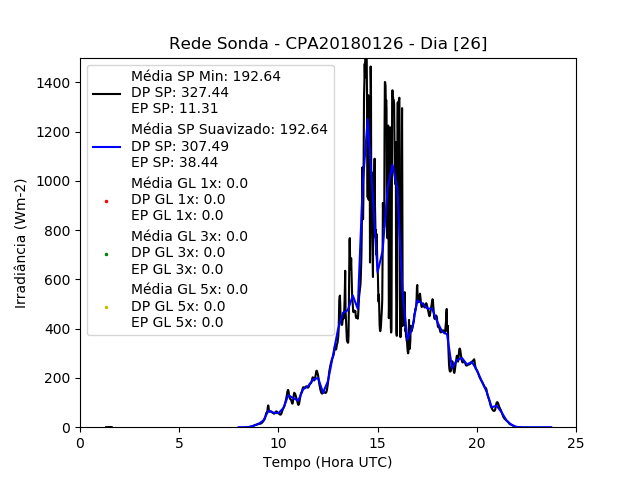 Rede Sonda - CPA20180126 - Dia [26]
Média SP Min: 192.64
DP SP: 327.44
EP SP: 11.31
Média SP Suavizado: 192.64
DP SP: 307.49
EP SP: 38.44
Média GL 1x: 0.0
DP GL 1x: 0.0
EP GL 1x: 0.0
Média GL 3x: 0.0
DP GL 3x: 0.0
EP GL 3x: 0.0
Média GL 5x: 0.0
DP GL 5x: 0.0
EP GL 5x: 0.0
Irradiância (Wm-2)
1400
1200
1000
800
600
400
200
0
0 5 10 15 20 25
Tempo (Hora UTC)